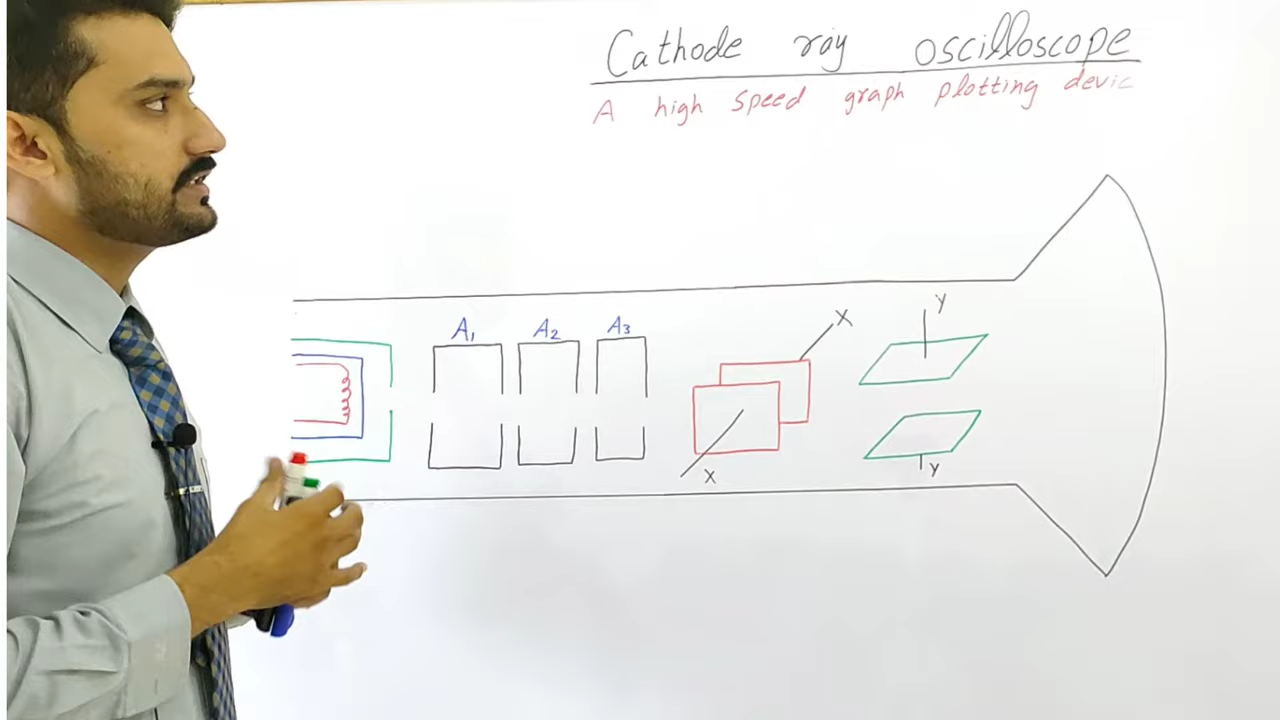 Cathode ray oscilloscope
A high speed graph plotting devic
A1 A2 A3
X
Y
X
Y